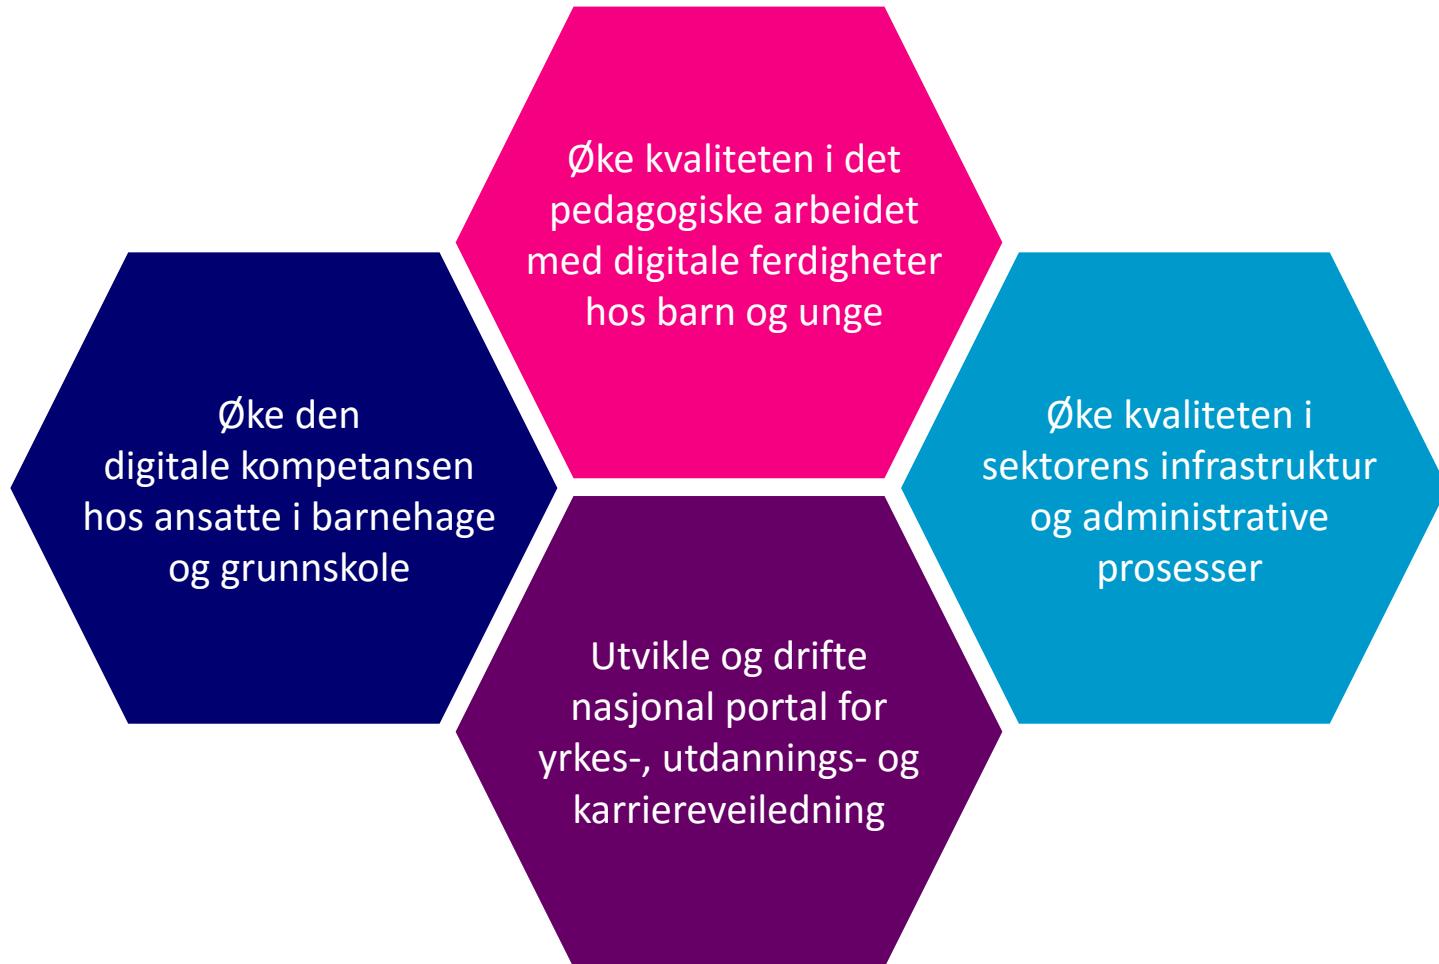 Øke kvaliteten i det
pedagogiske arbeidet
med digitale ferdigheter
hos barn og unge
Øke den
digitale kompetansen
hos ansatte i barnehage
og grunnskole
Øke kvaliteten i
sektorens infrastruktur
og administrative
prosesser
Utvikle og drifte
nasjonal portal for
yrkes-, utdannings- og
karriereveiledning